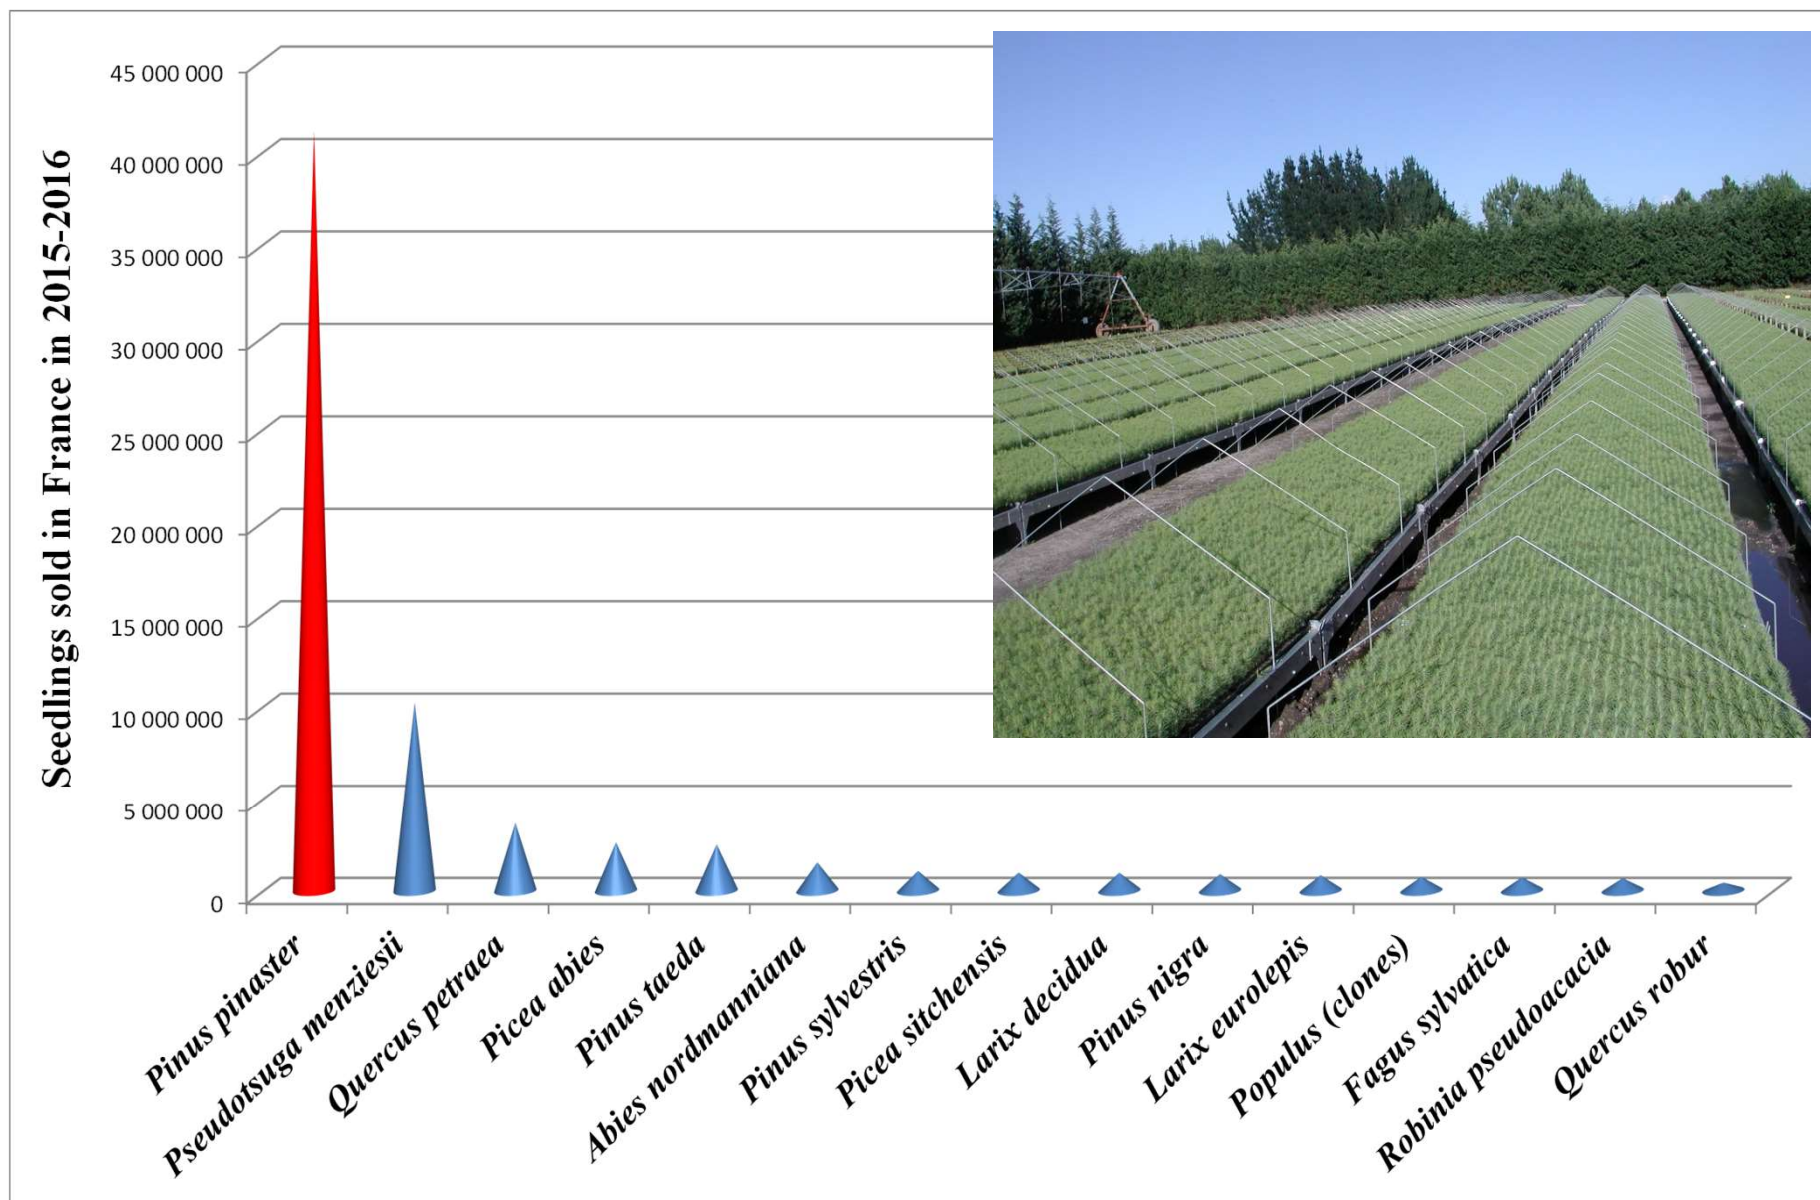 Seedlings sold in France in 2015-2016
45 000 000
40 000 000
35 000 000
30 000 000
25 000 000
20 000 000
15 000 000
10 000 000
5 000 000
0
Pinus pinaster
Pseudotsuga menziesii
Quercus petraea
Picea abies
Pinus taeda
Abies nordmanniana
Pinus sylvestris
Picea sitchensis
Larix decidua
Pinus nigra
Larix eurolepis
Populus (clones)
Fagus sylvatica
Robinia pseudoacacia
Quercus robur